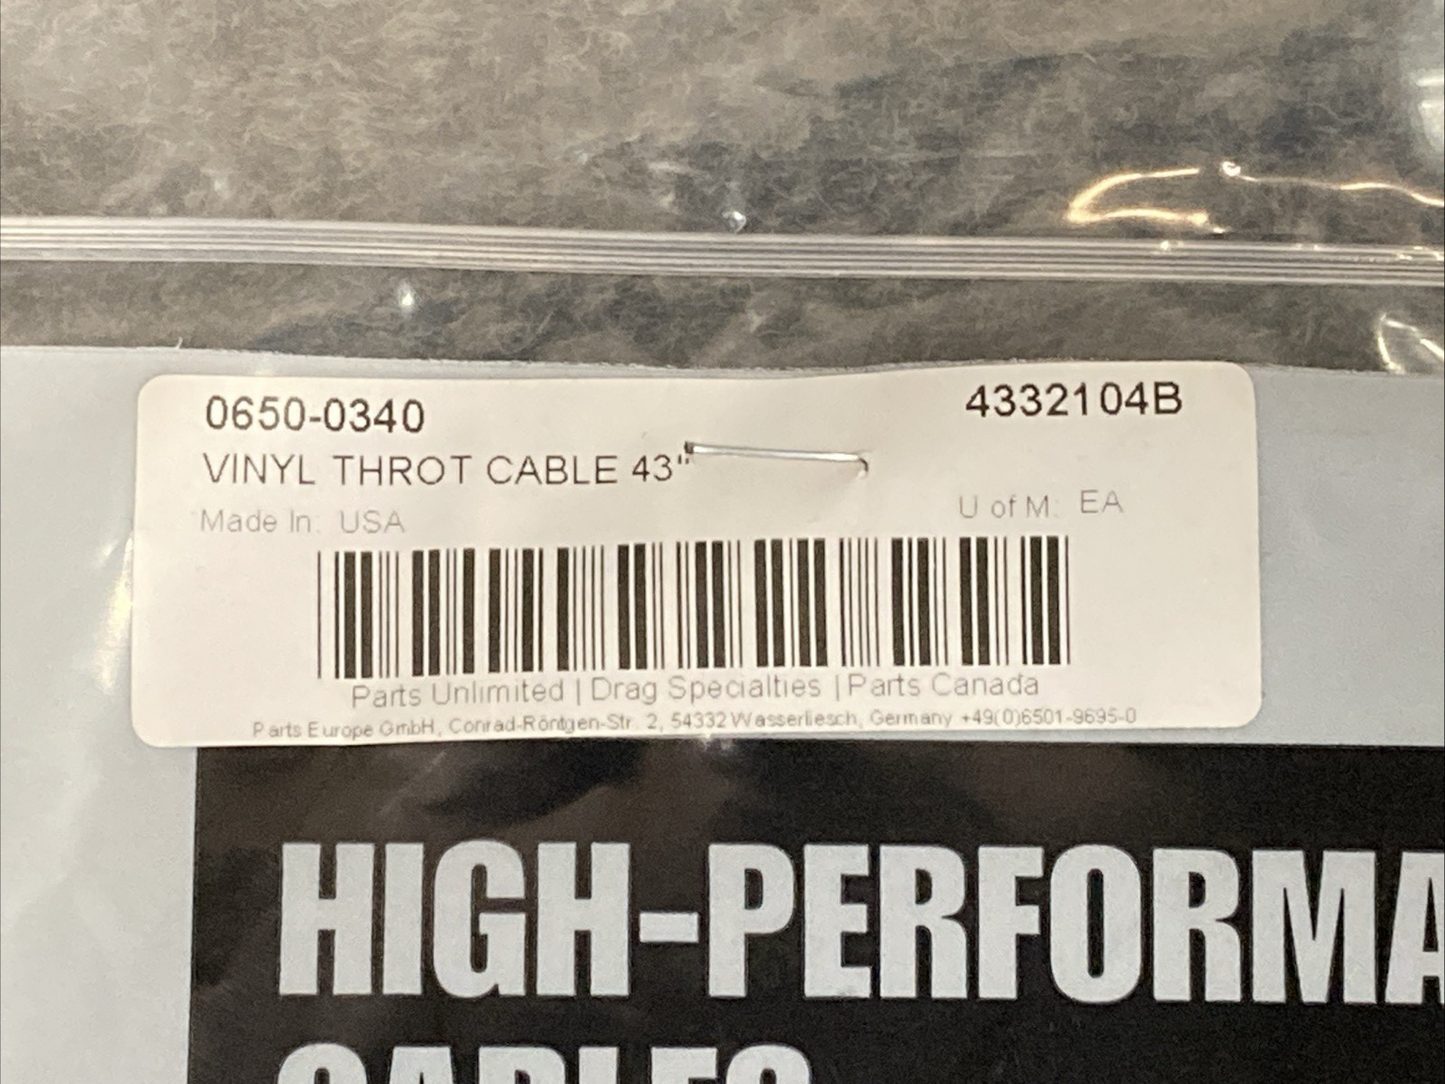 0650-0340 4332104B
VINYL THROT CABLE 43"
Made In: USA U of M: EA
Parts Unlimited | Drag Specialties | Parts Canada
Parts Europe GmbH, Conrad-Röntgen-Str. 2, 54332 Wasserliesch, Germany +49(0)6501-9695-0
HIGH-PERFORMA
CABLES